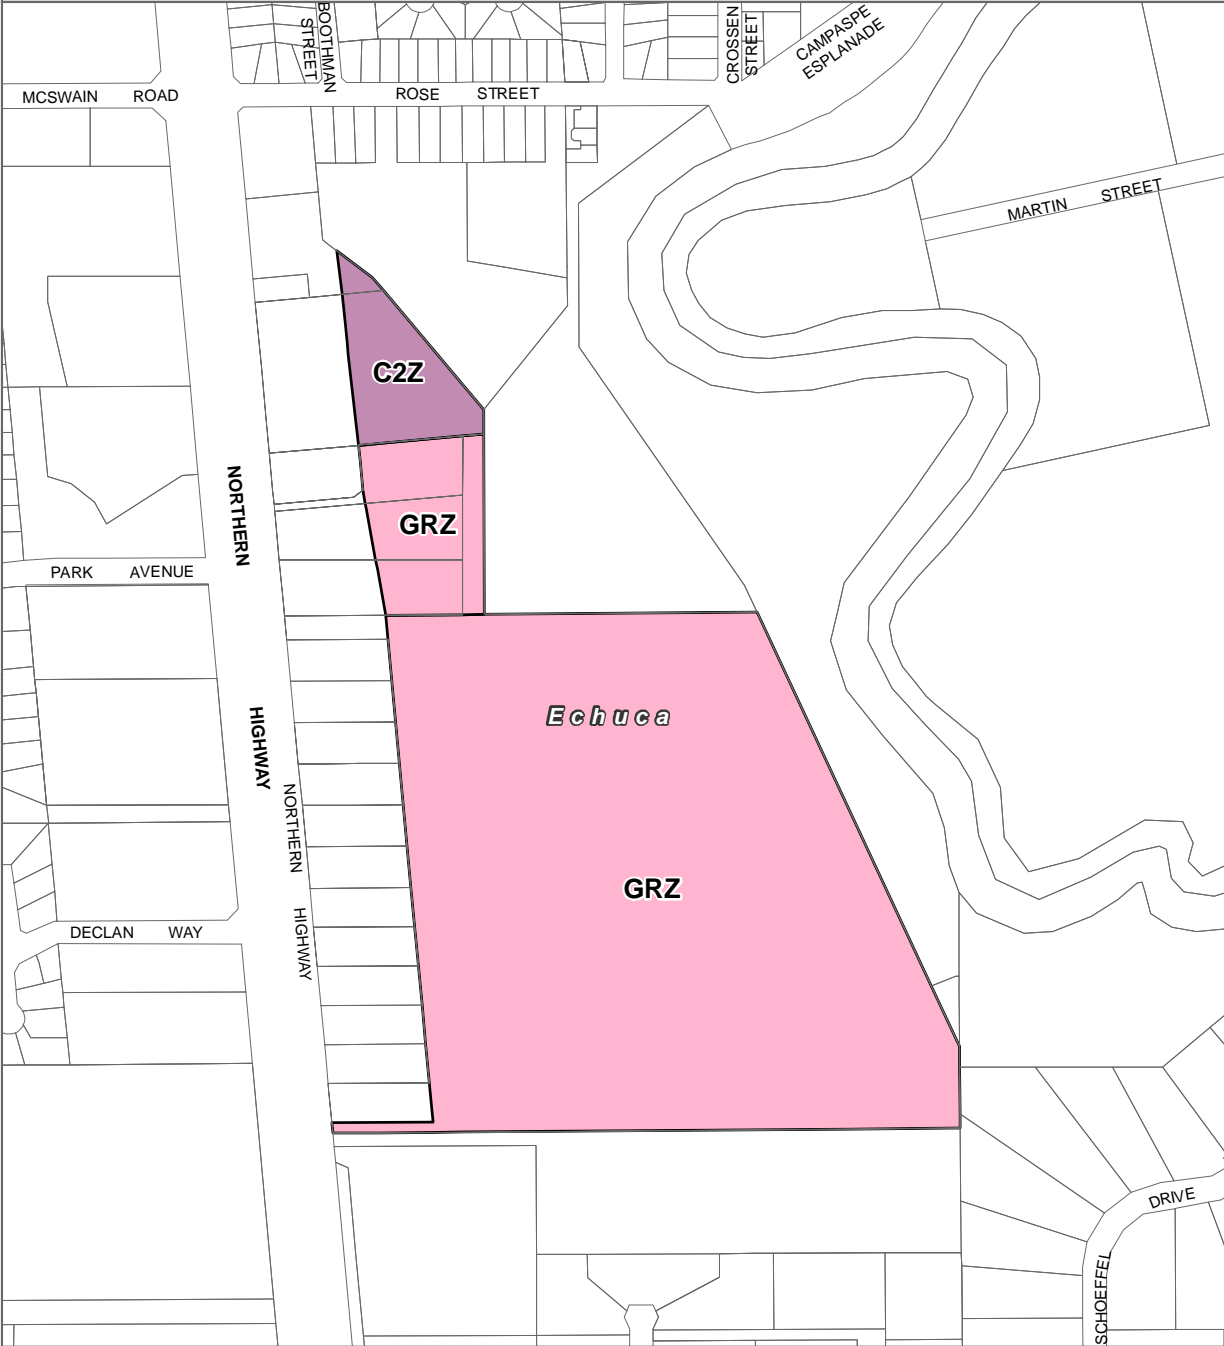 BOOTHMAN
STREET
CROSSEN
STREET
CAMPASPE
ESPLANADE
MCSWAIN ROAD
ROSE STREET
MARTIN STREET
C2Z
NORTHERN
GRZ
PARK AVENUE
Echuca
HIGHWAY
NORTHERN
GRZ
HIGHWAY
DECLAN WAY
DRIVE
SCHOEFFEL